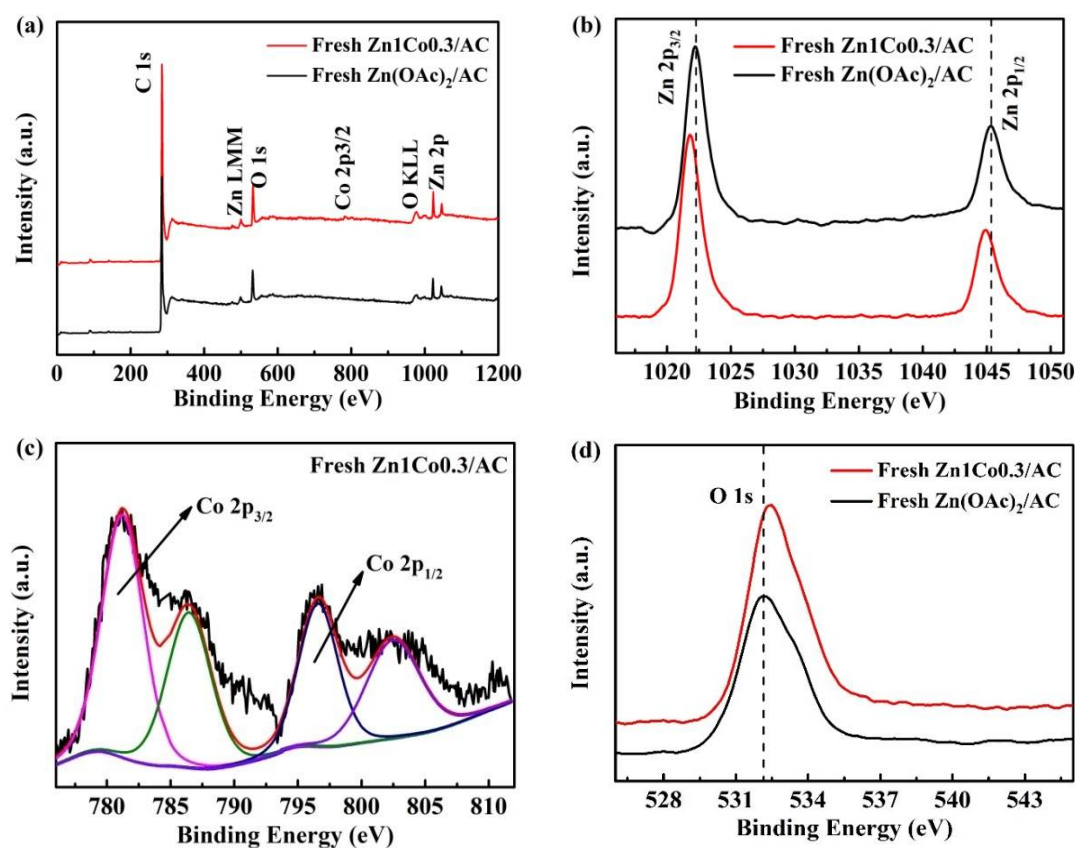 (a)
Fresh Zn1Co0.3/AC
Fresh Zn(OAc)₂/AC
C 1s
Zn LMM
O 1s
Co 2p3/2
O KLL
Zn 2p
Intensity (a.u.)
0 200 400 600 800 1000 1200
Binding Energy (eV)
(b)
Zn 2p₃/₂
Fresh Zn1Co0.3/AC
Fresh Zn(OAc)₂/AC
Zn 2p₁/₂
Intensity (a.u.)
1020 1025 1030 1035 1040 1045 1050
Binding Energy (eV)
(c)
Fresh Zn1Co0.3/AC
Co 2p₃/₂
Co 2p₁/₂
Intensity (a.u.)
780 785 790 795 800 805 810
Binding Energy (eV)
(d)
Fresh Zn1Co0.3/AC
Fresh Zn(OAc)₂/AC
O 1s
Intensity (a.u.)
528 531 534 537 540 543
Binding Energy (eV)